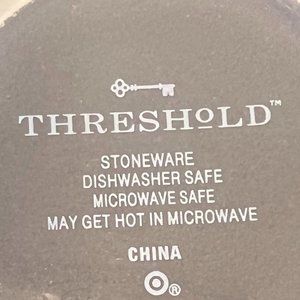 THRESHoLD™
STONEWARE
DISHWASHER SAFE
MICROWAVE SAFE
MAY GET HOT IN MICROWAVE
CHINA
®